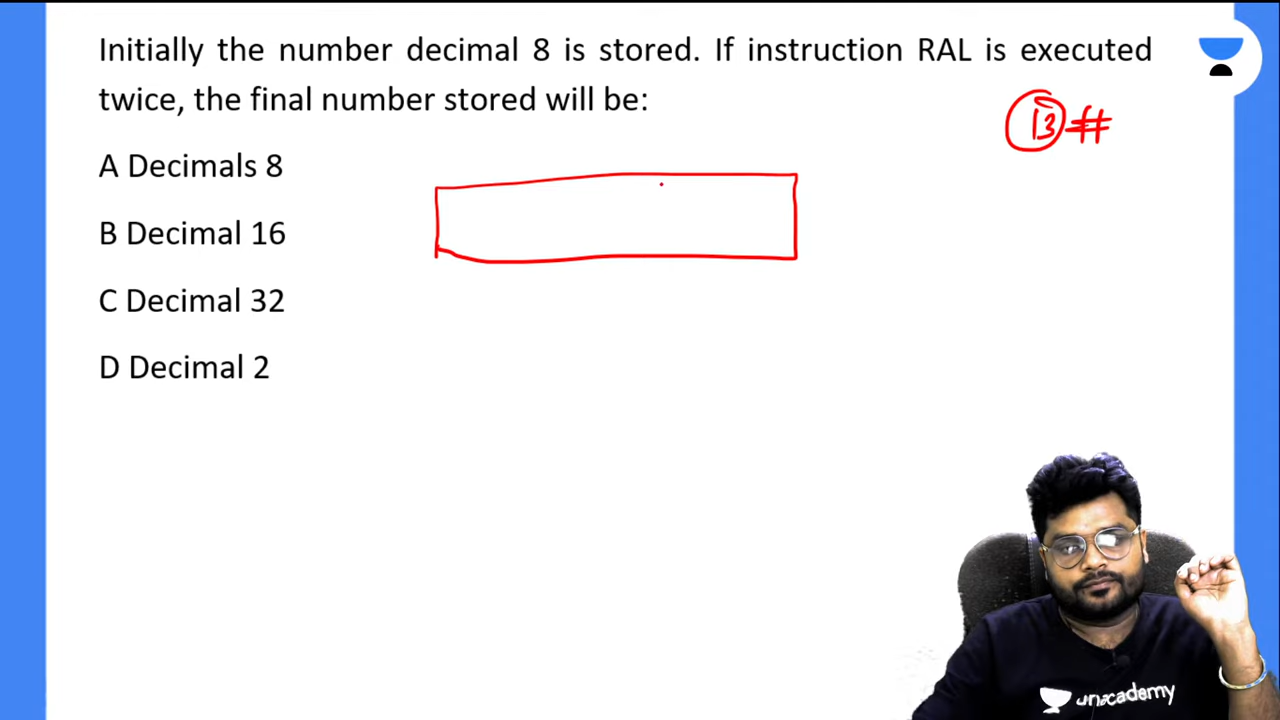 Initially the number decimal 8 is stored. If instruction RAL is executed
twice, the final number stored will be:
13 #
A Decimals 8
B Decimal 16
C Decimal 32
D Decimal 2
unacademy